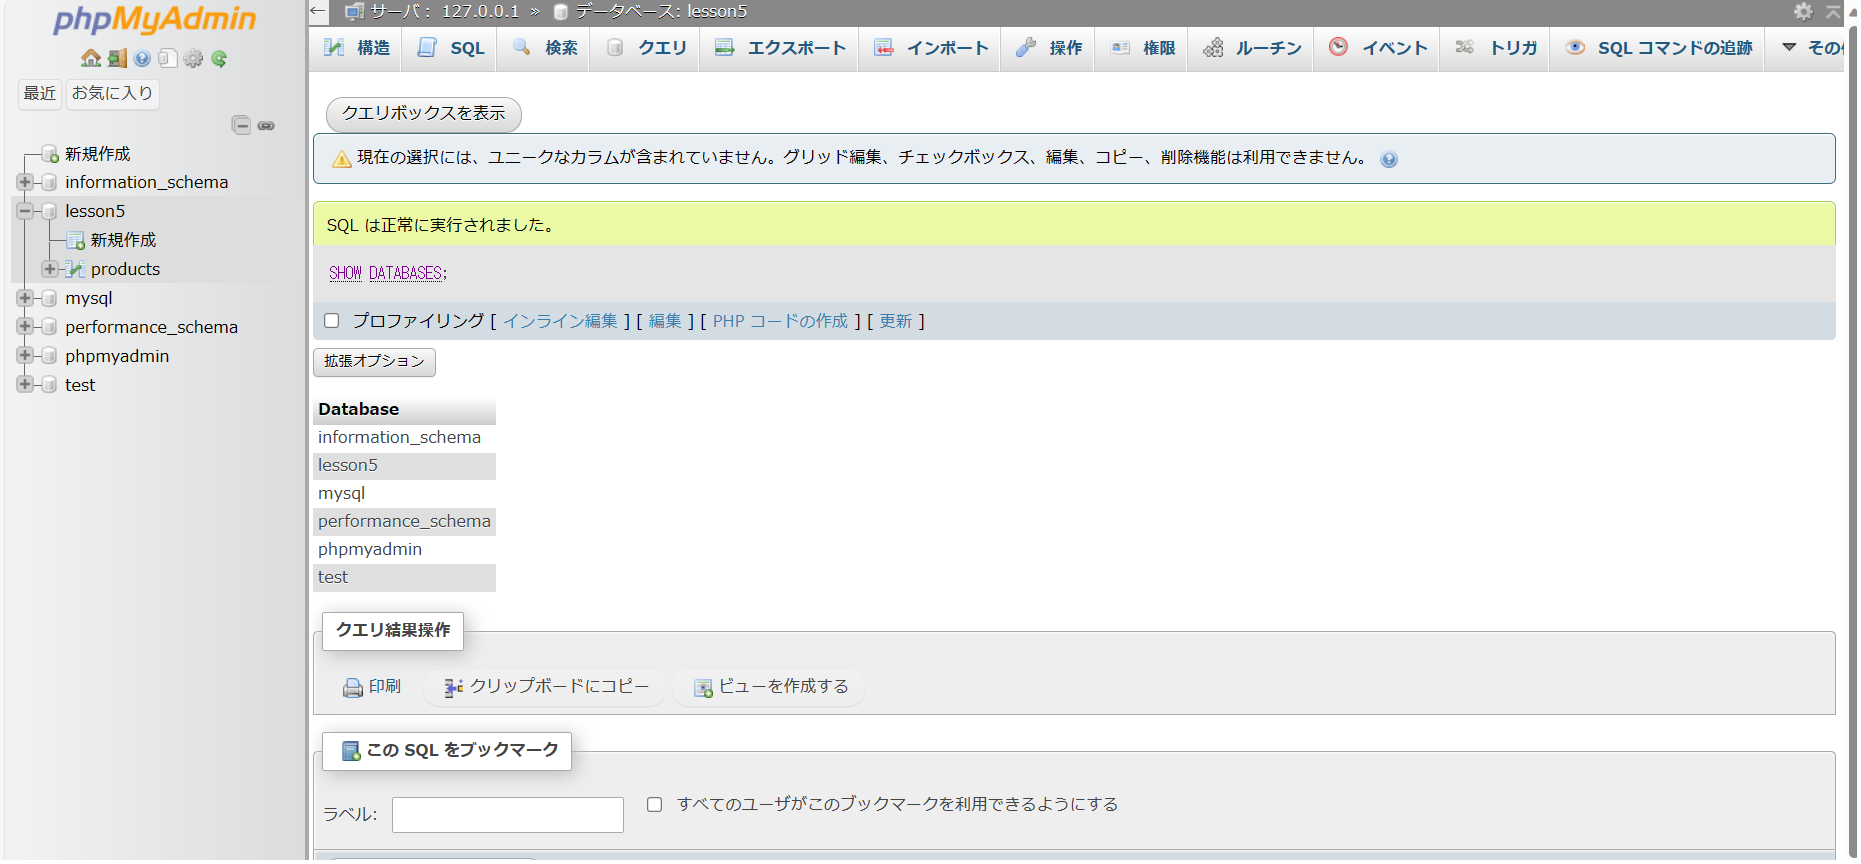 phpMyAdmin
最近 お気に入り
新規作成
information_schema
lesson5
新規作成
products
mysql
performance_schema
phpmyadmin
test
← サーバ： 127.0.0.1 » データベース: lesson5
構造 SQL 検索 クエリ エクスポート インポート 操作 権限 ルーチン イベント トリガ SQL コマンドの追跡
クエリボックスを表示
現在の選択には、ユニークなカラムが含まれていません。グリッド編集、チェックボックス、編集、コピー、削除機能は利用できません。
SQL は正常に実行されました。
SHOW DATABASES;
プロファイリング [ インライン編集 ] [ 編集 ] [ PHP コードの作成 ] [ 更新 ]
拡張オプション
Database
information_schema
lesson5
mysql
performance_schema
phpmyadmin
test
クエリ結果操作
印刷 クリップボードにコピー ビューを作成する
この SQL をブックマーク
ラベル: すべてのユーザがこのブックマークを利用できるようにする